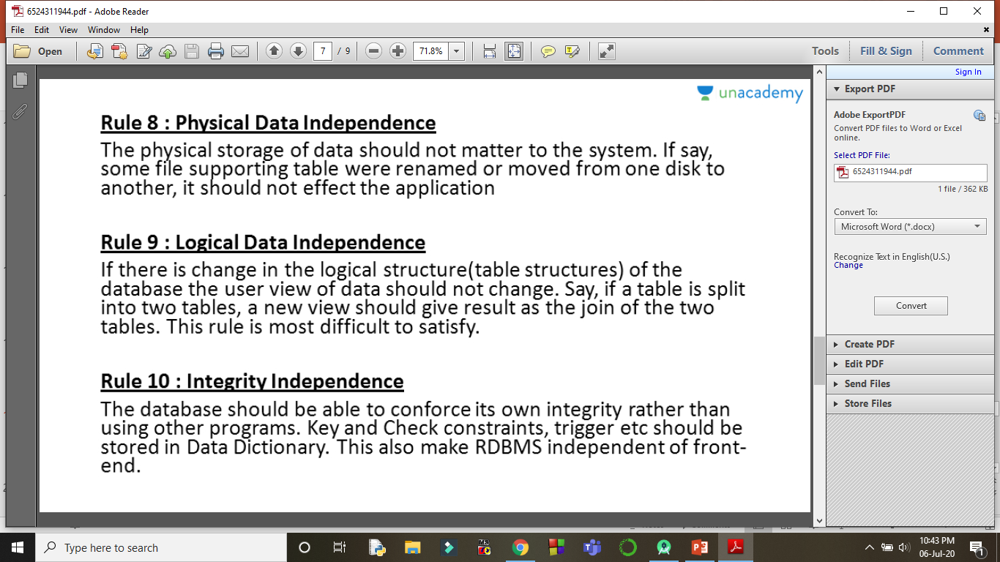 6524311944.pdf - Adobe Reader
File Edit View Window Help
Open 7 / 9 71.8% Tools Fill & Sign Comment
Sign In
unacademy
Rule 8 : Physical Data Independence
The physical storage of data should not matter to the system. If say,
some file supporting table were renamed or moved from one disk to
another, it should not effect the application
Rule 9 : Logical Data Independence
If there is change in the logical structure(table structures) of the
database the user view of data should not change. Say, if a table is split
into two tables, a new view should give result as the join of the two
tables. This rule is most difficult to satisfy.
Rule 10 : Integrity Independence
The database should be able to conforce its own integrity rather than
using other programs. Key and Check constraints, trigger etc should be
stored in Data Dictionary. This also make RDBMS independent of front-
end.
Export PDF
Adobe ExportPDF
Convert PDF files to Word or Excel
online.
Select PDF File:
6524311944.pdf
1 file / 362 KB
Convert To:
Microsoft Word (*.docx)
Recognize Text in English(U.S.)
Change
Convert
Create PDF
Edit PDF
Send Files
Store Files
Type here to search
10:43 PM
06-Jul-20
1